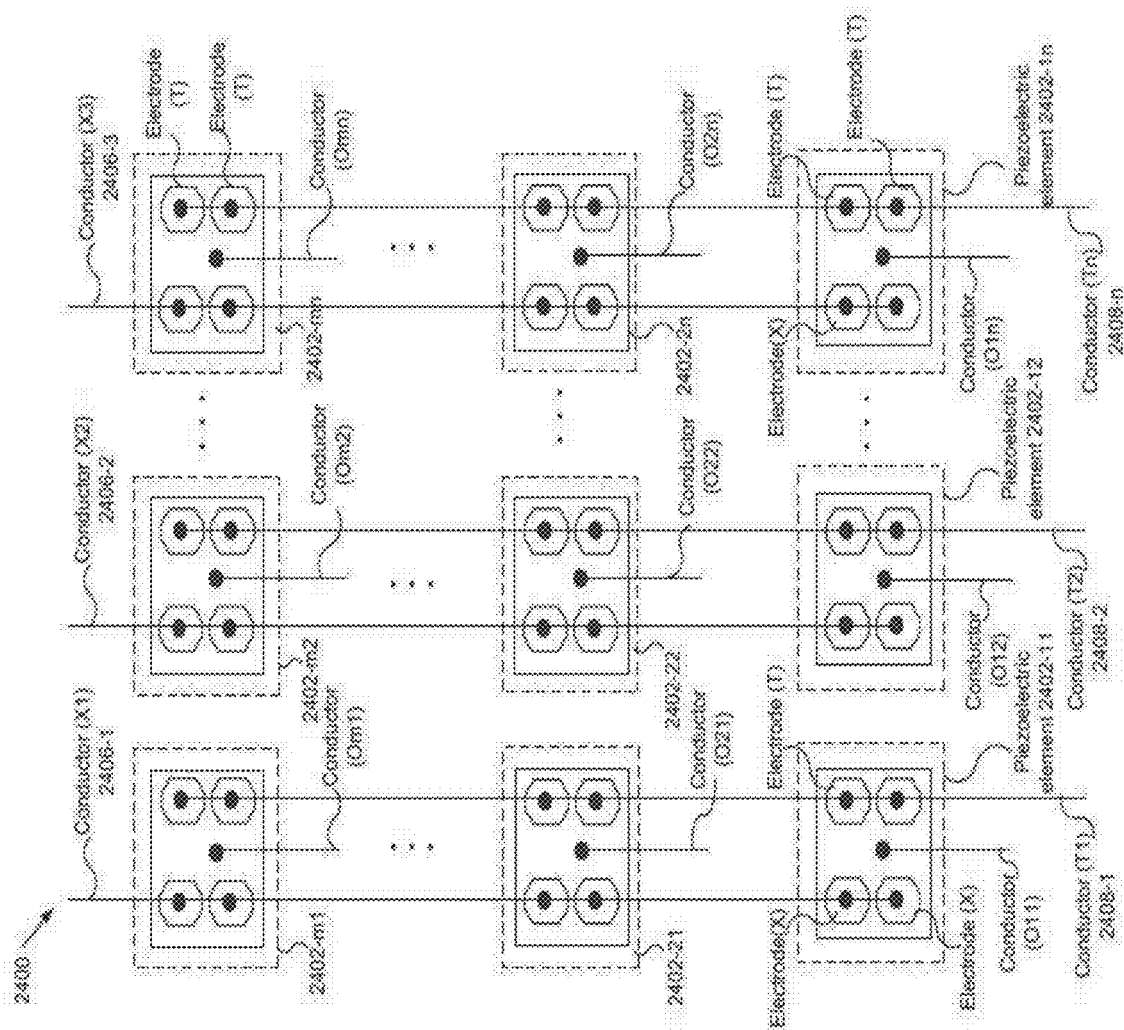 2400
Conductor (X1)
2406-1
Conductor (X2)
2406-2
Conductor (X3)
2406-3
Electrode
(T)
Electrode
(T)
2402-m1
Conductor
(Om1)
2402-m2
Conductor
(Om2)
2402-mn
Conductor
(Omn)
2402-21
Conductor
(O21)
2402-22
Conductor
(O22)
2402-2n
Conductor
(O2n)
Electrode(X)
Electrode (X)
Conductor
(O11)
Conductor (T1)
2408-1
Electrode (T)
Piezoelectric
element 2402-11
Conductor
(O12)
Conductor (T2)
2408-2
Piezoelectric
element 2402-12
Electrode(X)
Conductor
(O1n)
Conductor (Tn)
2408-n
Electrode (T)
Electrode (T)
Piezoelectric
element 2402-1n